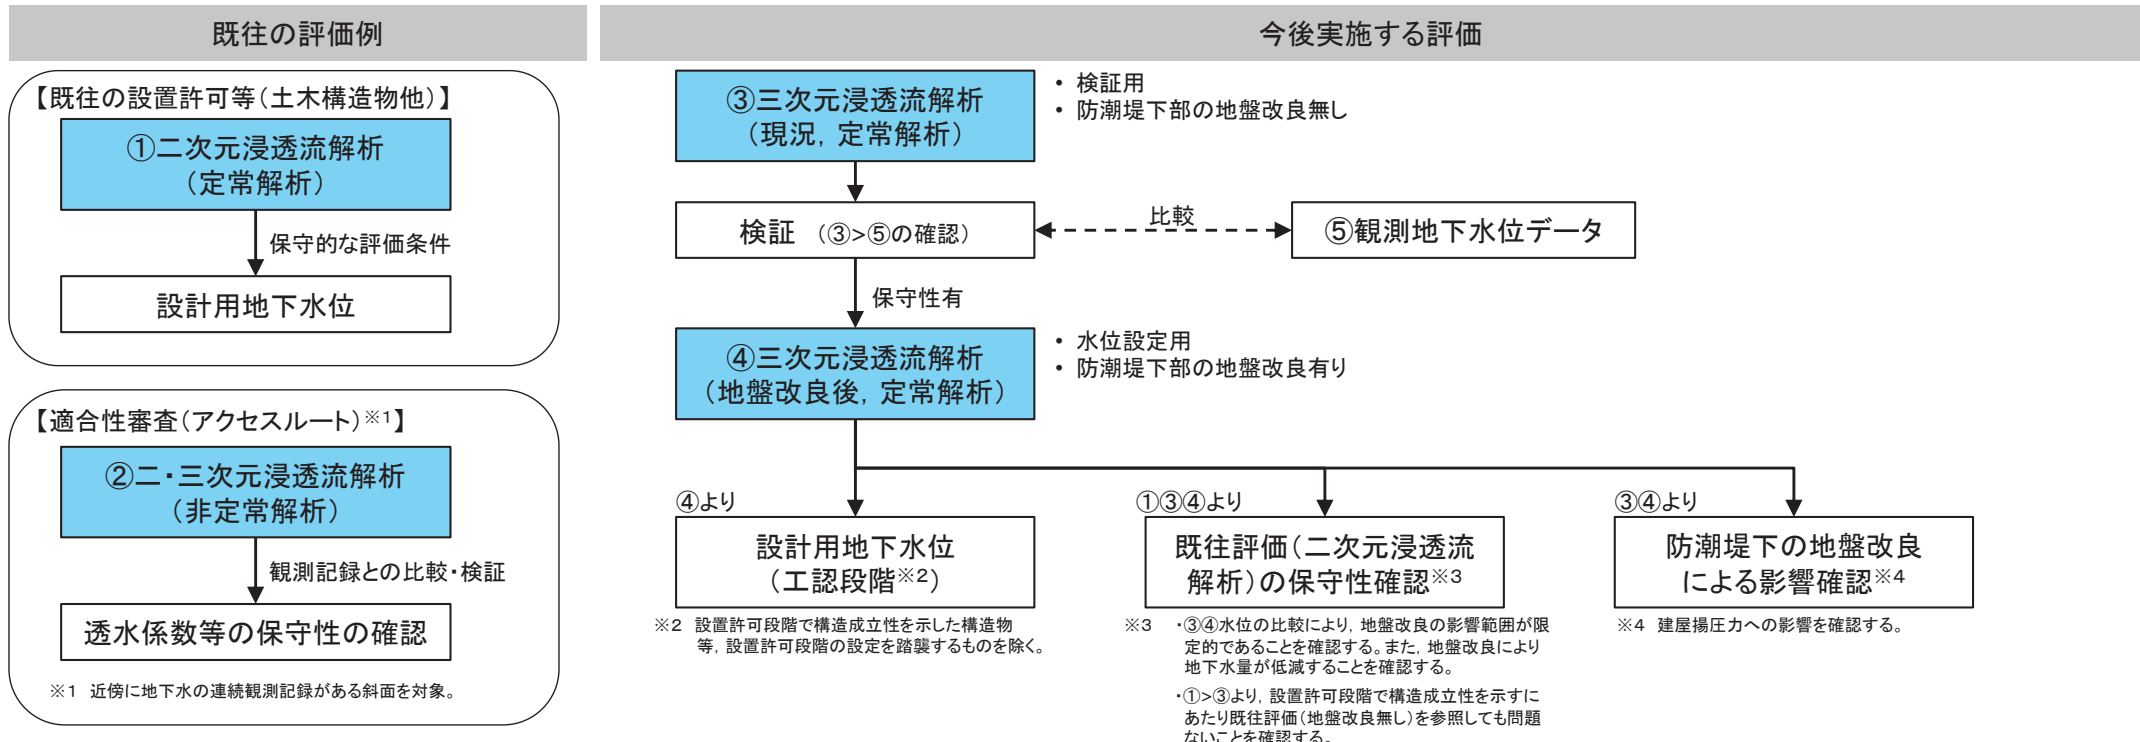 既往の評価例
【既往の設置許可等（土木構造物他）】
①二次元浸透流解析
（定常解析）
保守的な評価条件
設計用地下水位
【適合性審査（アクセスルート）※1】
②二・三次元浸透流解析
（非定常解析）
観測記録との比較・検証
透水係数等の保守性の確認
※1 近傍に地下水の連続観測記録がある斜面を対象。
今後実施する評価
③三次元浸透流解析
（現況，定常解析）
・ 検証用
・ 防潮堤下部の地盤改良無し
検証 （③>⑤の確認）
比較
⑤観測地下水位データ
保守性有
④三次元浸透流解析
（地盤改良後，定常解析）
・ 水位設定用
・ 防潮堤下部の地盤改良有り
④より
設計用地下水位
（工認段階※2）
※2 設置許可段階で構造成立性を示した構造物
等，設置許可段階の設定を踏襲するものを除く。
①③④より
既往評価（二次元浸透流
解析）の保守性確認※3
※3 ・③④水位の比較により，地盤改良の影響範囲が限
定的であることを確認する。また，地盤改良により
地下水量が低減することを確認する。
・①>③より，設置許可段階で構造成立性を示すに
あたり既往評価（地盤改良無し）を参照しても問題
ないことを確認する。
③④より
防潮堤下の地盤改良
による影響確認※4
※4 建屋揚圧力への影響を確認する。